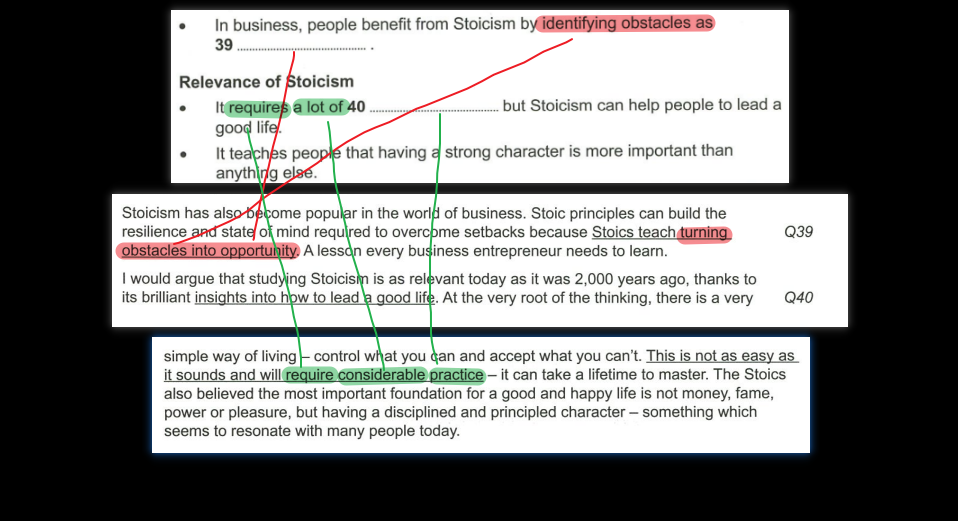 • In business, people benefit from Stoicism by identifying obstacles as
39 .................................... .
Relevance of Stoicism
• It requires a lot of 40 .................................... but Stoicism can help people to lead a
good life.
• It teaches people that having a strong character is more important than
anything else.
Stoicism has also become popular in the world of business. Stoic principles can build the
resilience and state of mind required to overcome setbacks because Stoics teach turning Q39
obstacles into opportunity. A lesson every business entrepreneur needs to learn.
I would argue that studying Stoicism is as relevant today as it was 2,000 years ago, thanks to
its brilliant insights into how to lead a good life. At the very root of the thinking, there is a very Q40
simple way of living – control what you can and accept what you can't. This is not as easy as
it sounds and will require considerable practice – it can take a lifetime to master. The Stoics
also believed the most important foundation for a good and happy life is not money, fame,
power or pleasure, but having a disciplined and principled character – something which
seems to resonate with many people today.